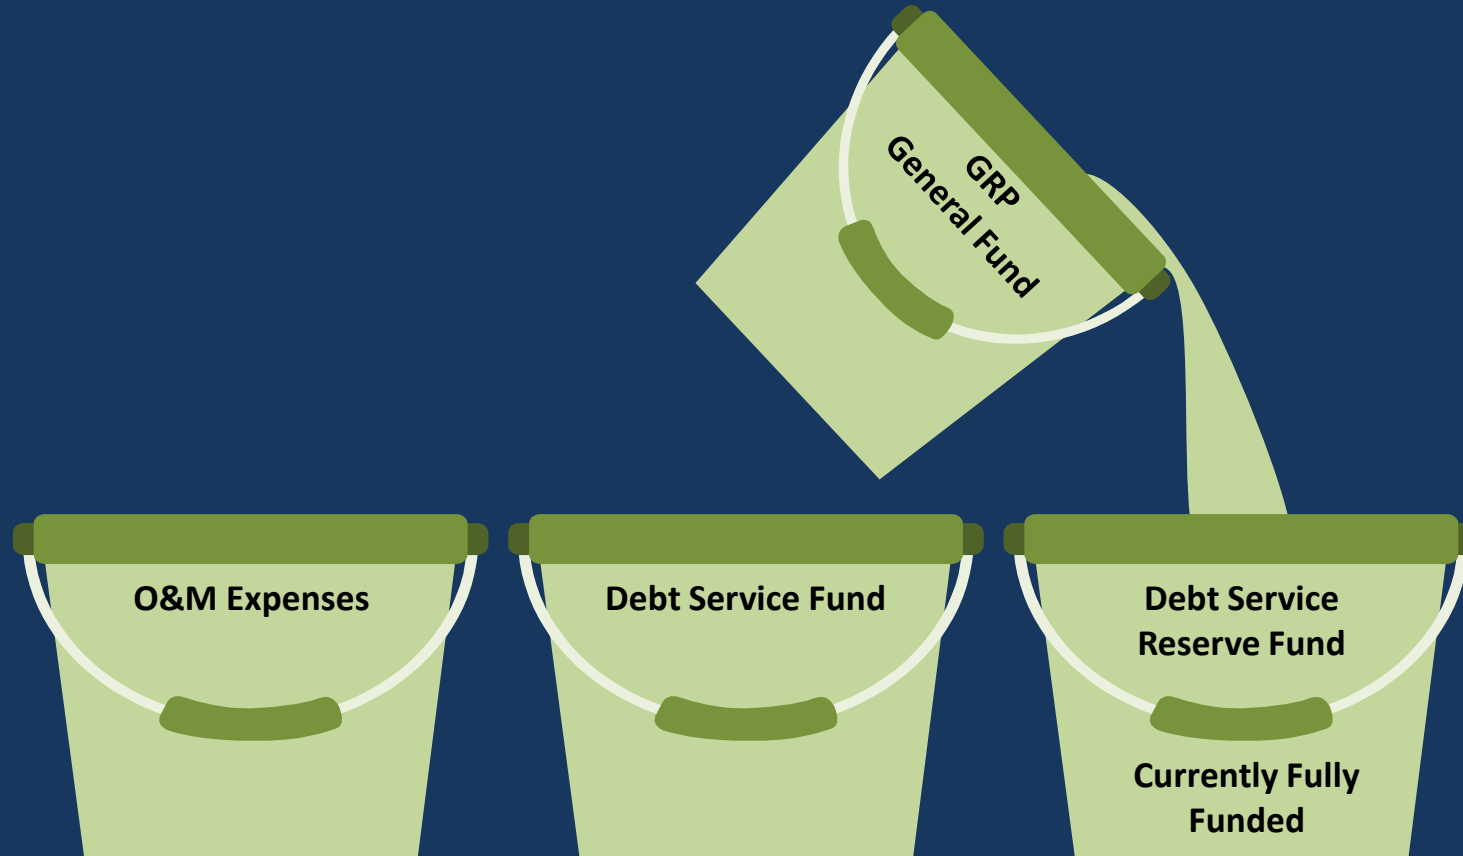 GRP
General Fund
O&M Expenses
Debt Service Fund
Debt Service
Reserve Fund
Currently Fully
Funded